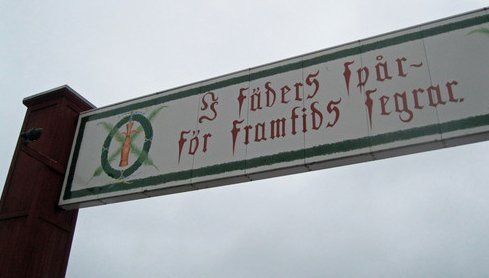 I fäders spår-
för framtids segrar.